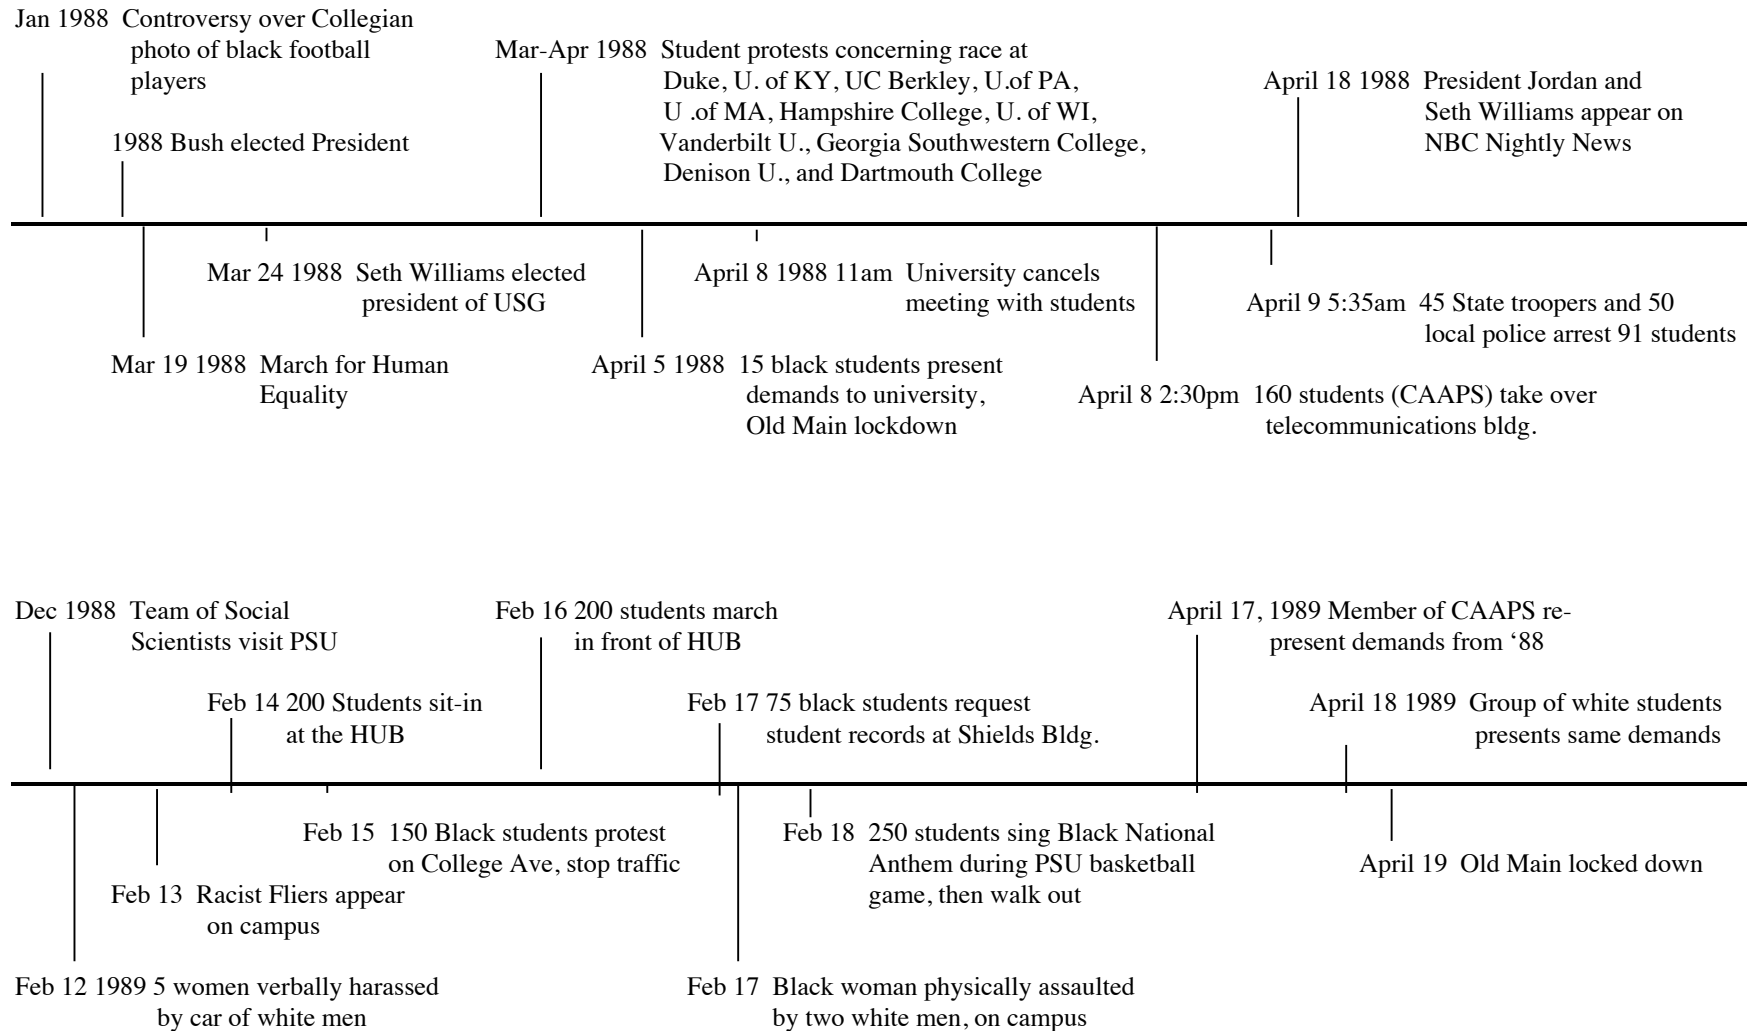 Jan 1988 Controversy over Collegian
photo of black football
players
1988 Bush elected President
Mar-Apr 1988 Student protests concerning race at
Duke, U. of KY, UC Berkley, U.of PA,
U .of MA, Hampshire College, U. of WI,
Vanderbilt U., Georgia Southwestern College,
Denison U., and Dartmouth College
April 18 1988 President Jordan and
Seth Williams appear on
NBC Nightly News
Mar 24 1988 Seth Williams elected
president of USG
Mar 19 1988 March for Human
Equality
April 8 1988 11am University cancels
meeting with students
April 5 1988 15 black students present
demands to university,
Old Main lockdown
April 9 5:35am 45 State troopers and 50
local police arrest 91 students
April 8 2:30pm 160 students (CAAPS) take over
telecommunications bldg.
Dec 1988 Team of Social
Scientists visit PSU
Feb 14 200 Students sit-in
at the HUB
Feb 16 200 students march
in front of HUB
Feb 17 75 black students request
student records at Shields Bldg.
April 17, 1989 Member of CAAPS re-
present demands from ‘88
April 18 1989 Group of white students
presents same demands
Feb 15 150 Black students protest
on College Ave, stop traffic
Feb 13 Racist Fliers appear
on campus
Feb 12 1989 5 women verbally harassed
by car of white men
Feb 18 250 students sing Black National
Anthem during PSU basketball
game, then walk out
Feb 17 Black woman physically assaulted
by two white men, on campus
April 19 Old Main locked down